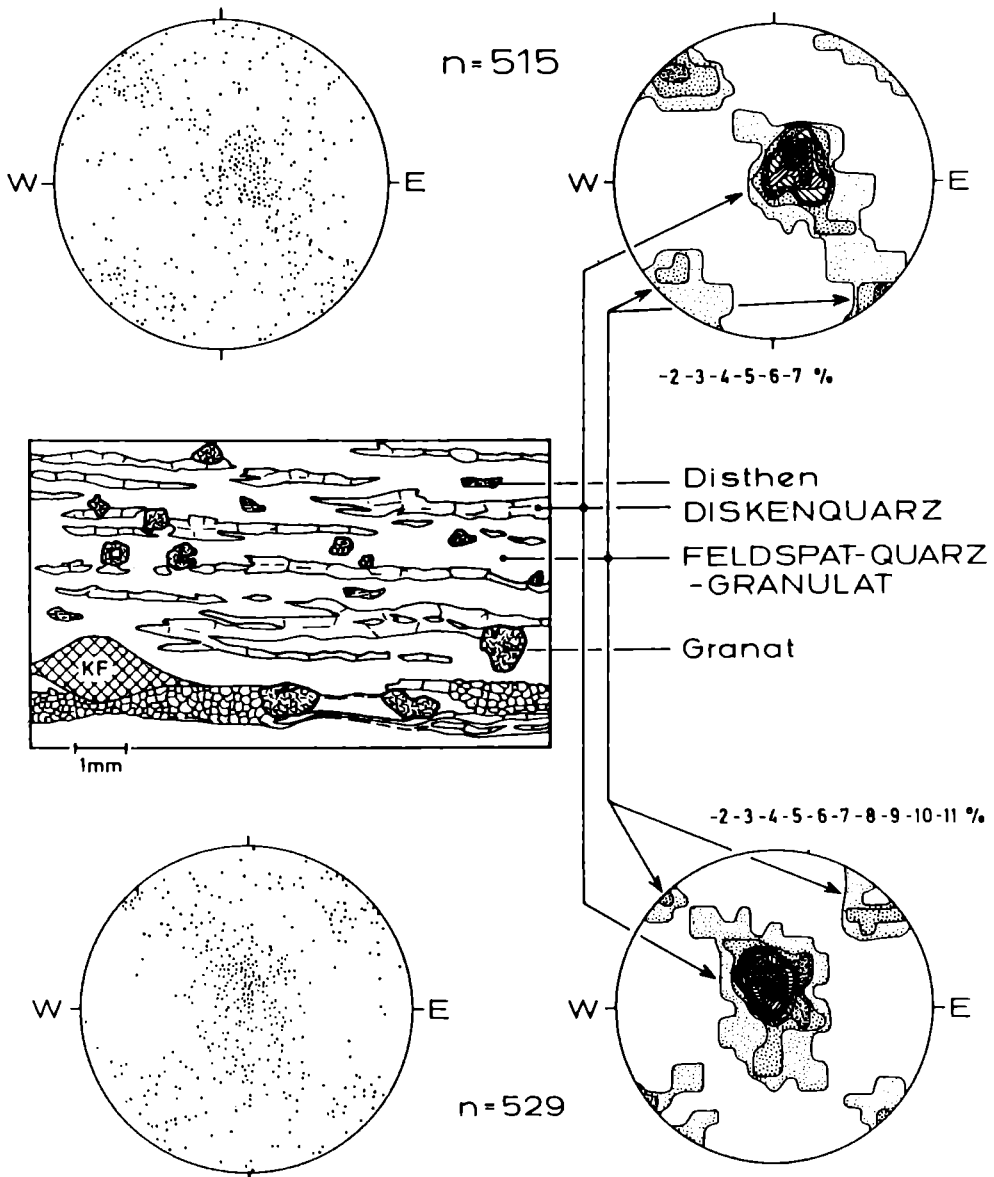 n=515
W
E
W
E
-2-3-4-5-6-7 %
Disthen
DISKENQUARZ
FELDSPAT-QUARZ
-GRANULAT
Granat
KF
1mm
-2-3-4-5-6-7-8-9-10-11 %
W
E
W
E
n=529